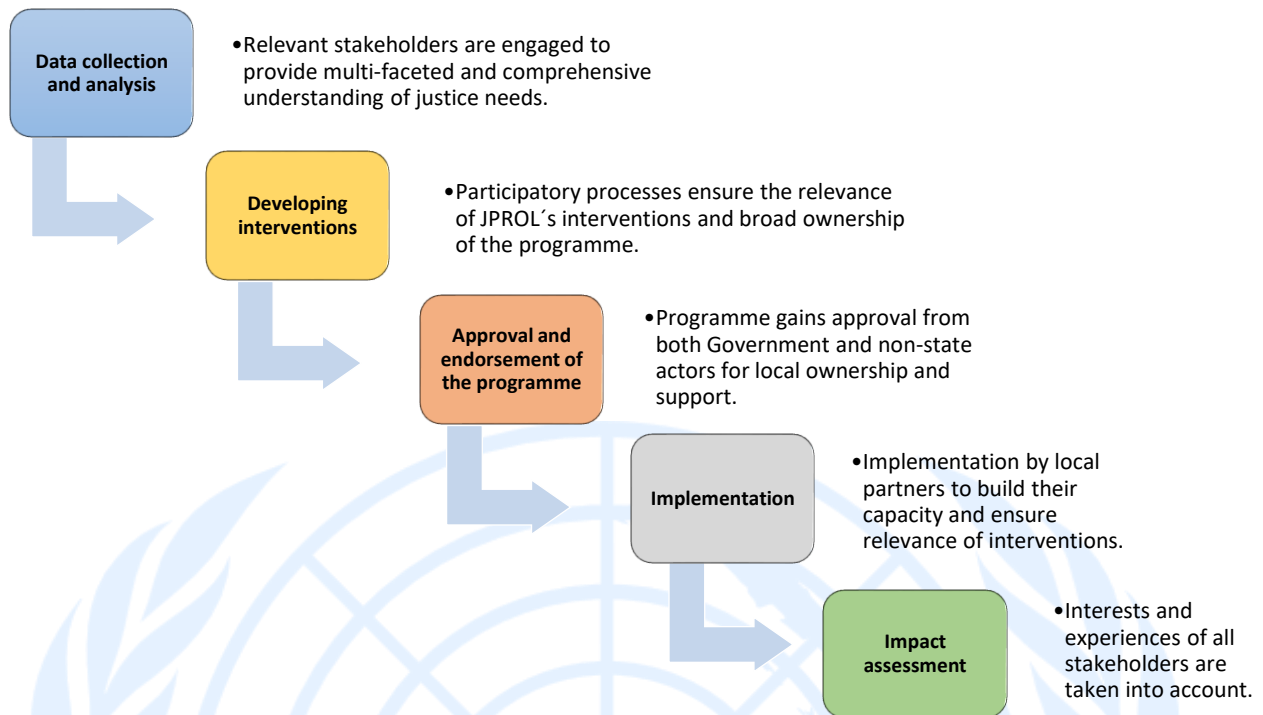 Data collection
and analysis
•Relevant stakeholders are engaged to
provide multi-faceted and comprehensive
understanding of justice needs.
Developing
interventions
•Participatory processes ensure the relevance
of JPROL´s interventions and broad ownership
of the programme.
Approval and
endorsement of
the programme
•Programme gains approval from
both Government and non-state
actors for local ownership and
support.
Implementation
•Implementation by local
partners to build their
capacity and ensure
relevance of interventions.
Impact
assessment
•Interests and
experiences of all
stakeholders are
taken into account.